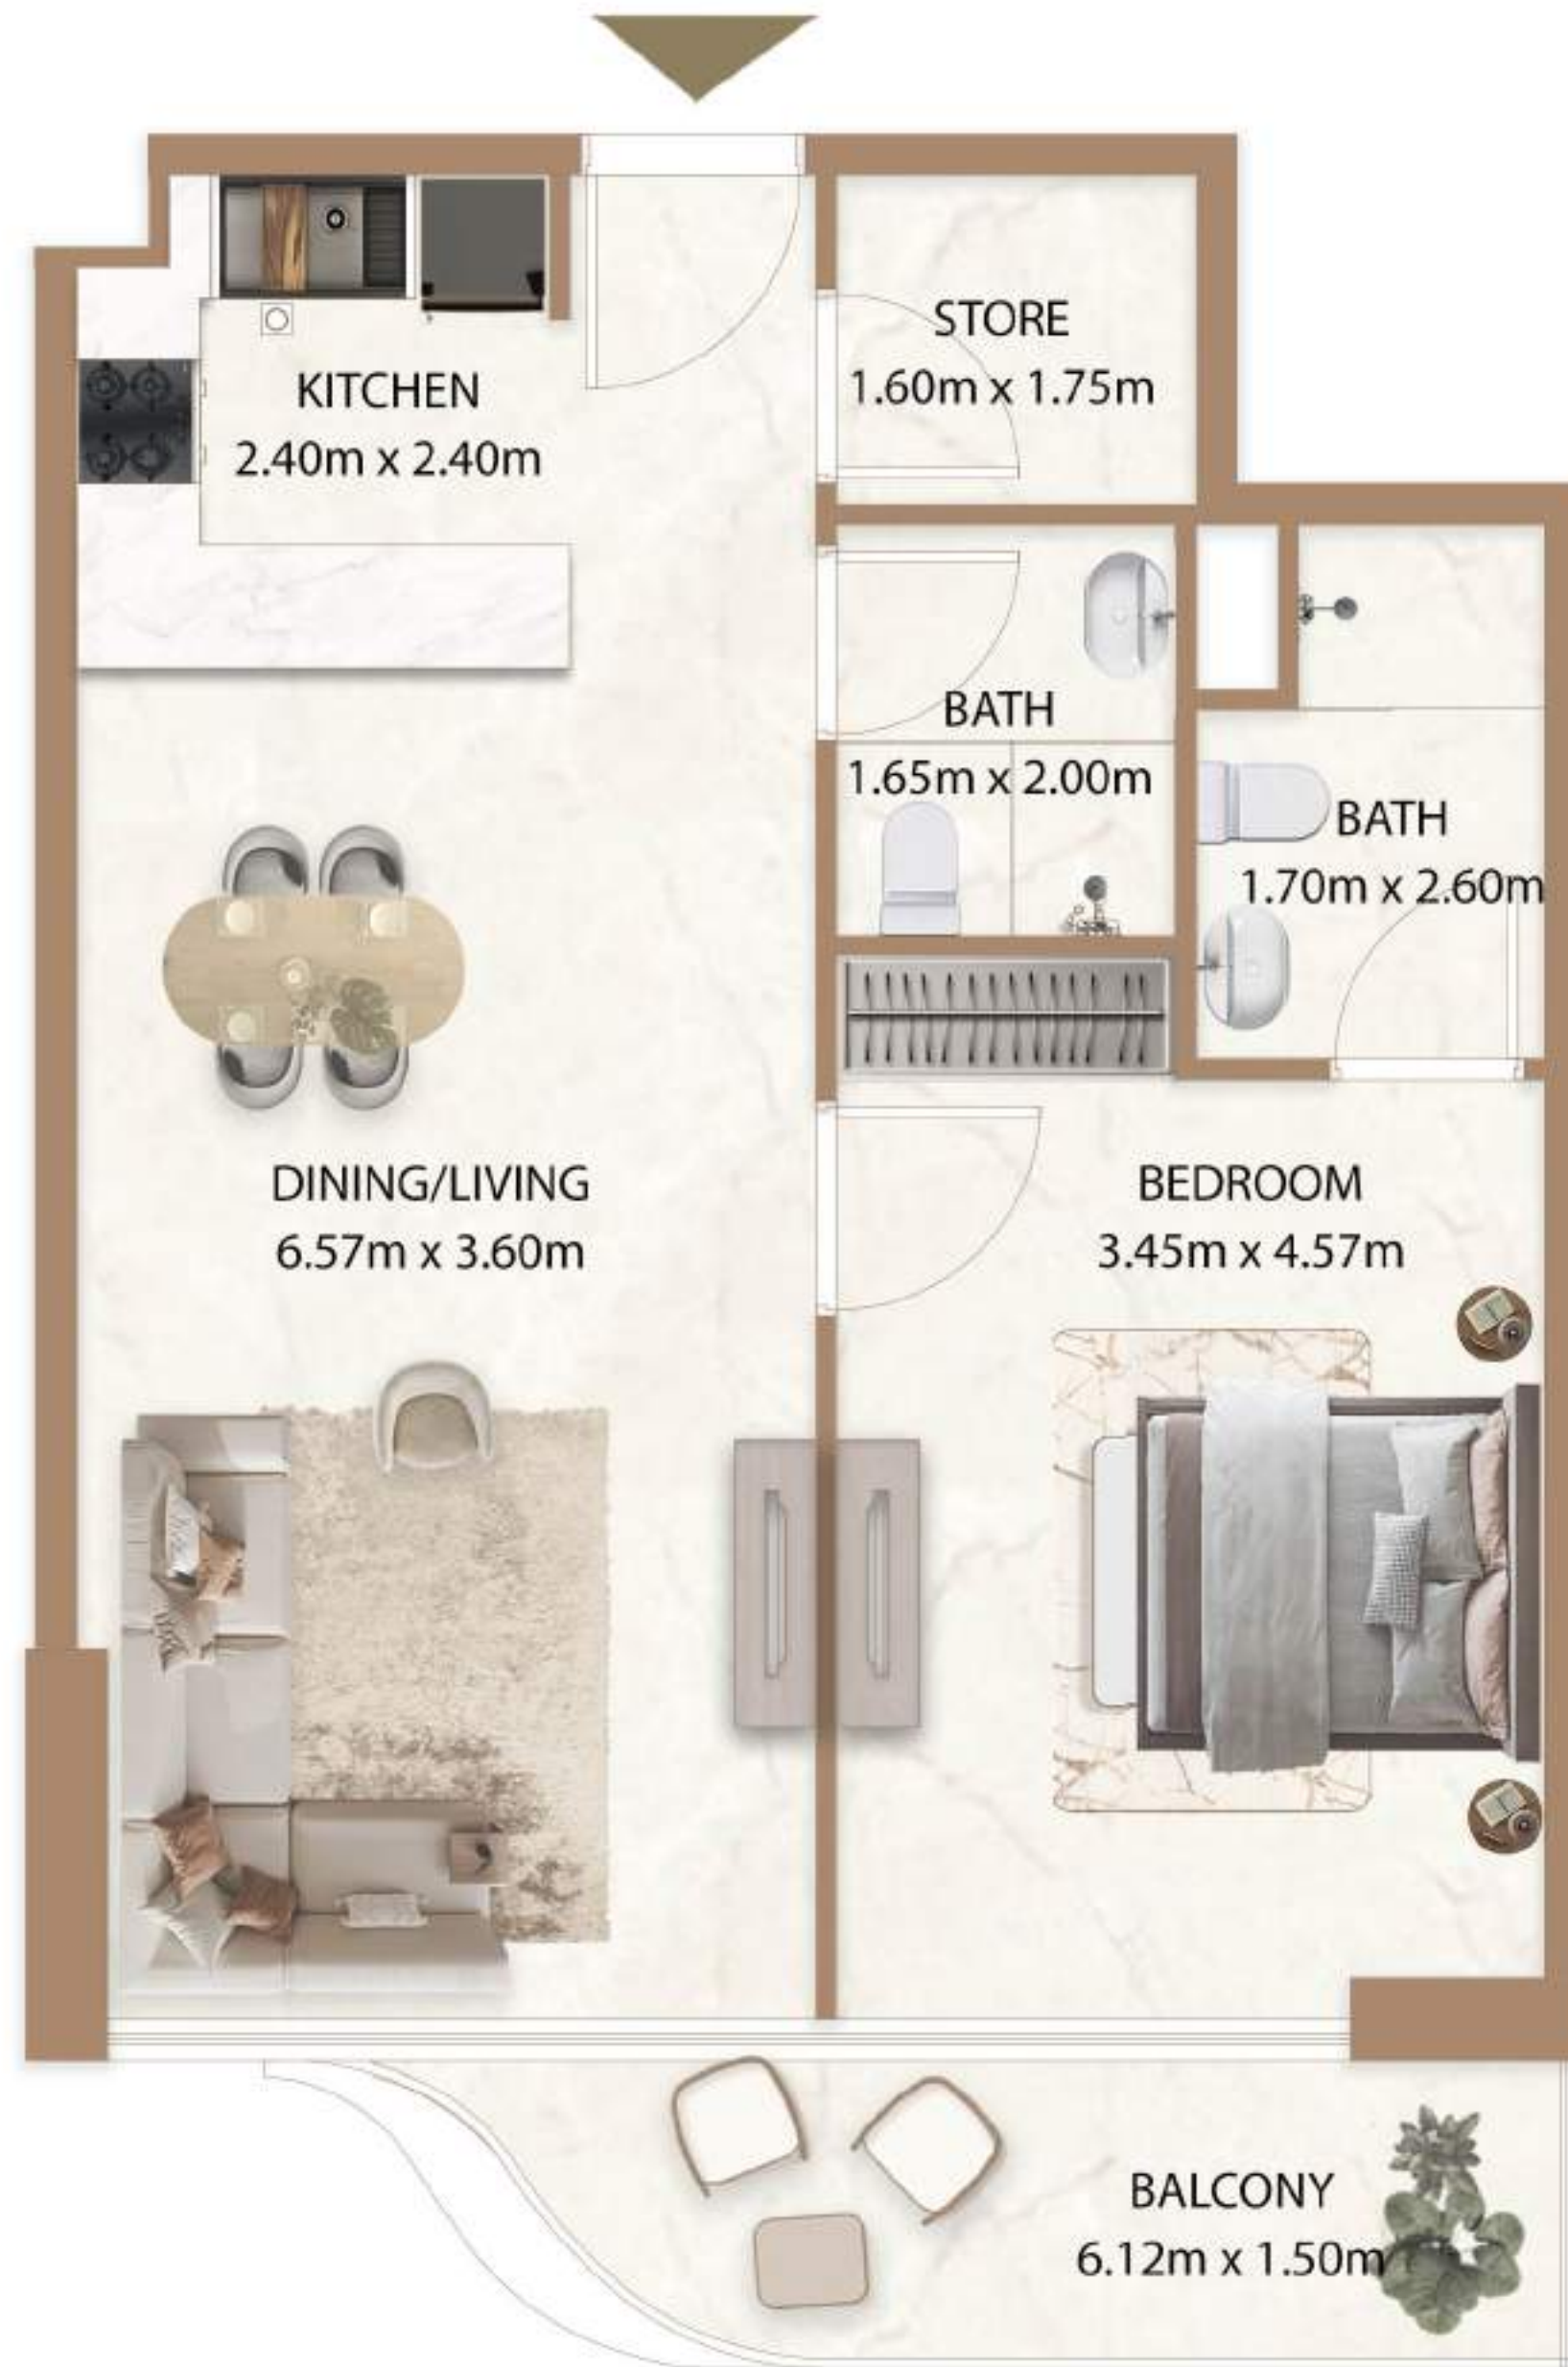 STORE
1.60m x 1.75m
KITCHEN
2.40m x 2.40m
BATH
1.65m x 2.00m
BATH
1.70m x 2.60m
DINING/LIVING
6.57m x 3.60m
BEDROOM
3.45m x 4.57m
BALCONY
6.12m x 1.50m